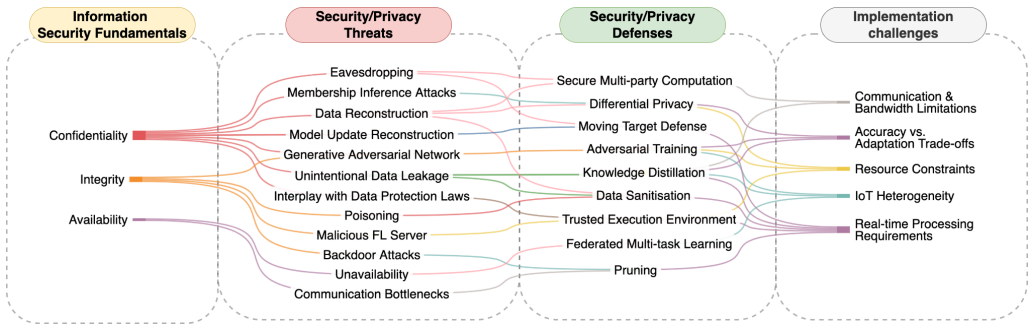 Information
Security Fundamentals
Security/Privacy
Threats
Security/Privacy
Defenses
Implementation
challenges
Confidentiality
Integrity
Availability
Eavesdropping
Membership Inference Attacks
Data Reconstruction
Model Update Reconstruction
Generative Adversarial Network
Unintentional Data Leakage
Interplay with Data Protection Laws
Poisoning
Malicious FL Server
Backdoor Attacks
Unavailability
Communication Bottlenecks
Secure Multi-party Computation
Differential Privacy
Moving Target Defense
Adversarial Training
Knowledge Distillation
Data Sanitisation
Trusted Execution Environment
Federated Multi-task Learning
Pruning
Communication &
Bandwidth Limitations
Accuracy vs.
Adaptation Trade-offs
Resource Constraints
IoT Heterogeneity
Real-time Processing
Requirements